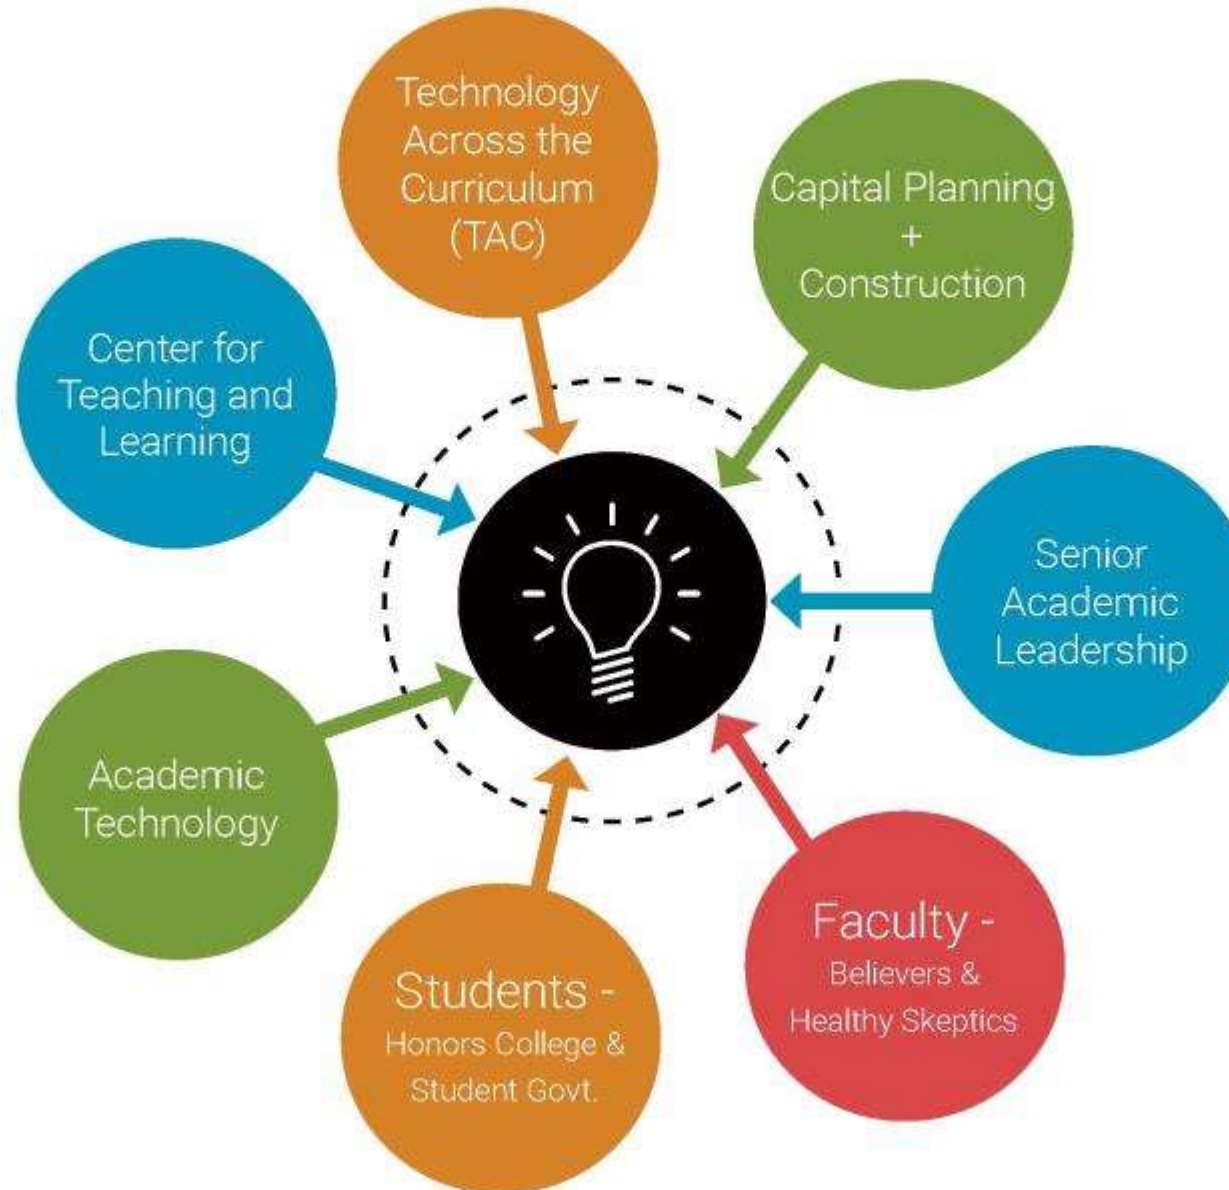 Technology
Across the
Curriculum
(TAC)
Capital Planning
+
Construction
Center for
Teaching and
Learning
Senior
Academic
Leadership
Academic
Technology
Faculty -
Believers &
Healthy Skeptics
Students -
Honors College &
Student Govt.